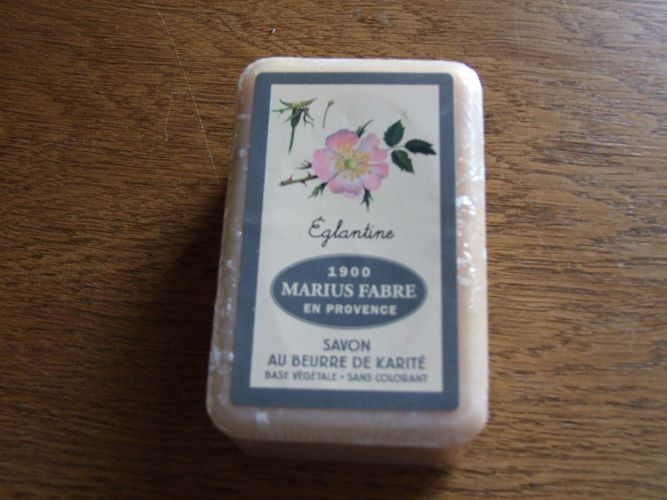 Églantine
1900
MARIUS FABRE
EN PROVENCE
SAVON
AU BEURRE DE KARITÉ
BASE VÉGÉTALE • SANS COLORANT